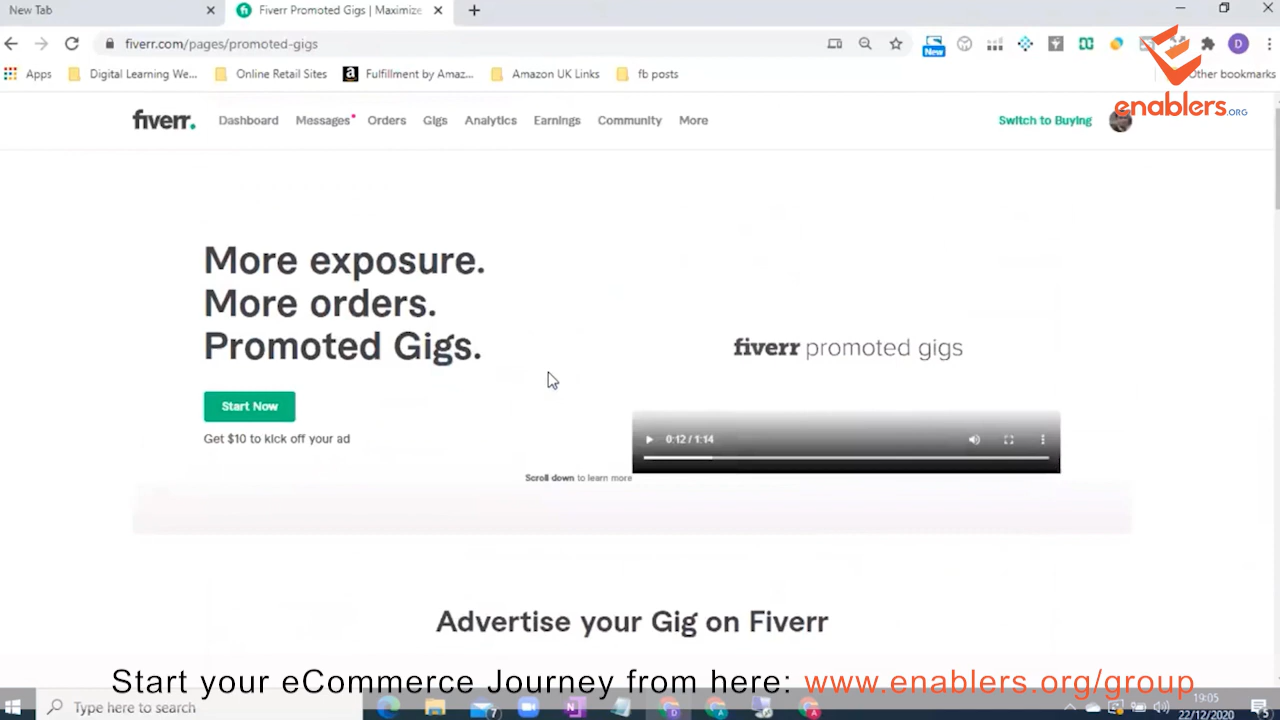 New Tab
Fiverr Promoted Gigs | Maximize
fiverr.com/pages/promoted-gigs
New
D
Apps
Digital Learning We...
Online Retail Sites
Fulfillment by Amaz...
Amazon UK Links
fb posts
Other bookmarks
enablers.ORG
fiverr.
Dashboard
Messages
Orders
Gigs
Analytics
Earnings
Community
More
Switch to Buying
More exposure.
More orders.
Promoted Gigs.
fiverr promoted gigs
Start Now
Get $10 to kick off your ad
0:12 / 1:14
Scroll down to learn more
Advertise your Gig on Fiverr
Start your eCommerce Journey from here: www.enablers.org/group
Type here to search
19:05
22/12/2020